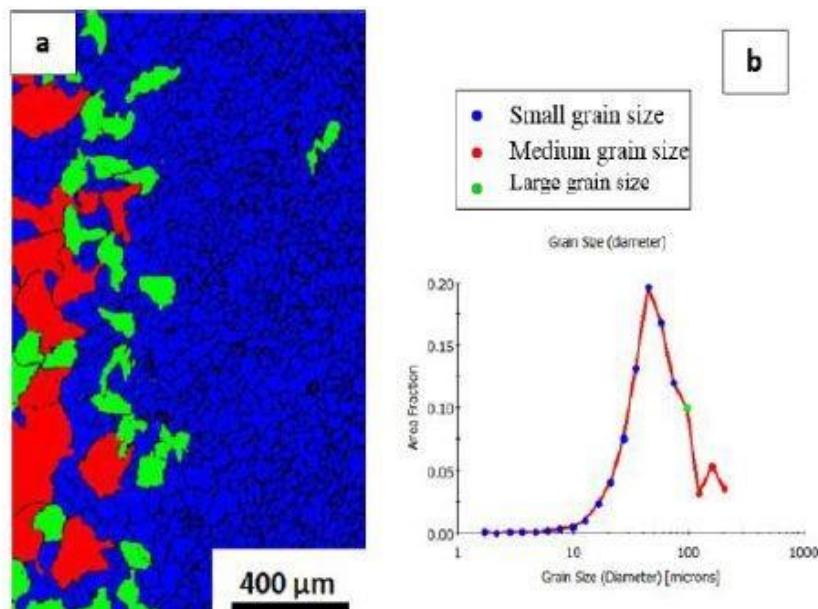 a
400 µm
b
Small grain size
Medium grain size
Large grain size
Grain Size (diameter)
0.20
0.15
0.10
0.05
0.00
Area Fraction
1 10 100 1000
Grain Size (Diameter) [microns]